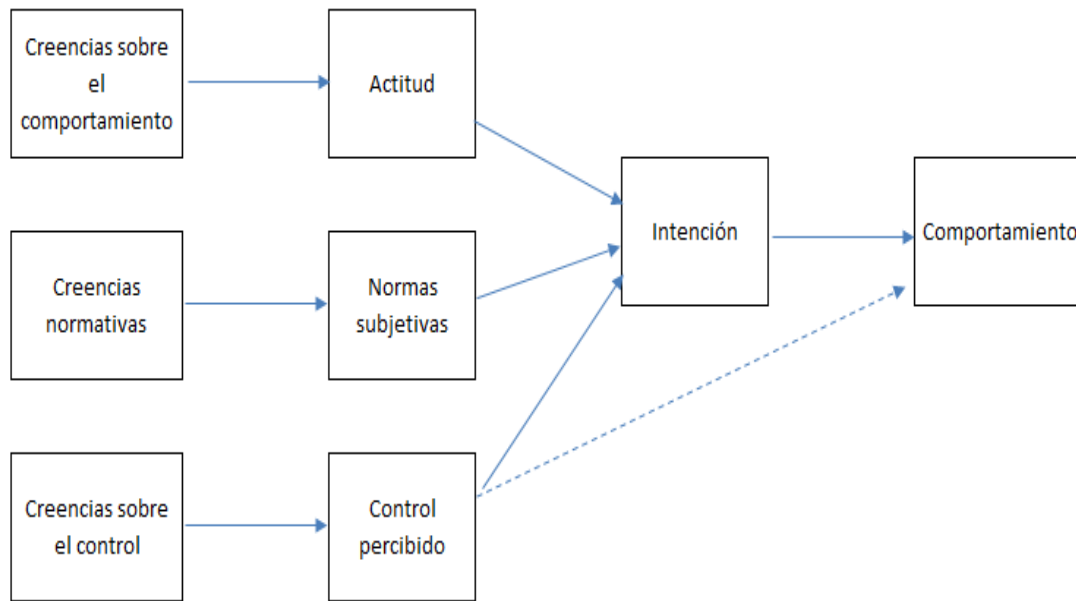 Creencias sobre
el
comportamiento
Actitud
Intención
Comportamiento
Creencias
normativas
Normas
subjetivas
Creencias sobre
el control
Control
percibido